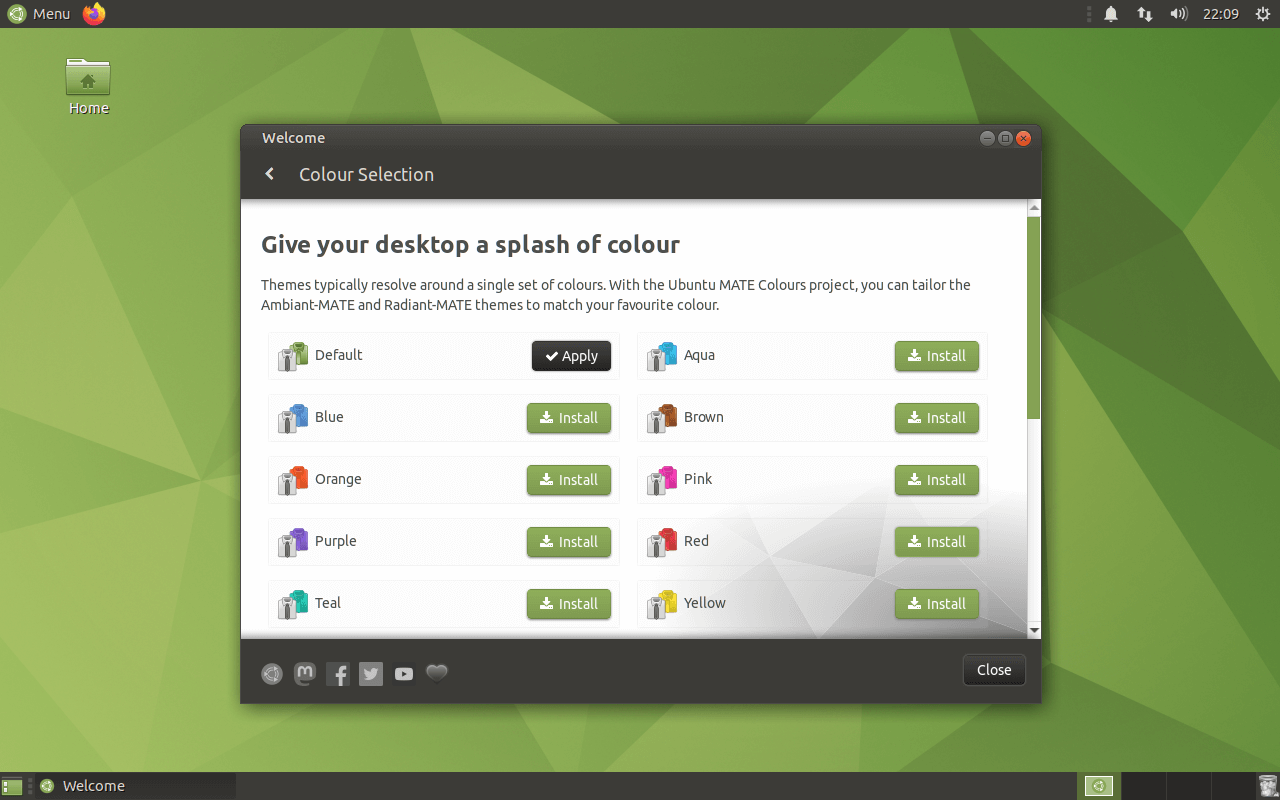 Menu 22:09
Home
Welcome
Colour Selection
Give your desktop a splash of colour
Themes typically resolve around a single set of colours. With the Ubuntu MATE Colours project, you can tailor the
Ambiant-MATE and Radiant-MATE themes to match your favourite colour.
Default Apply Aqua Install
Blue Install Brown Install
Orange Install Pink Install
Purple Install Red Install
Teal Install Yellow Install
Close
Welcome